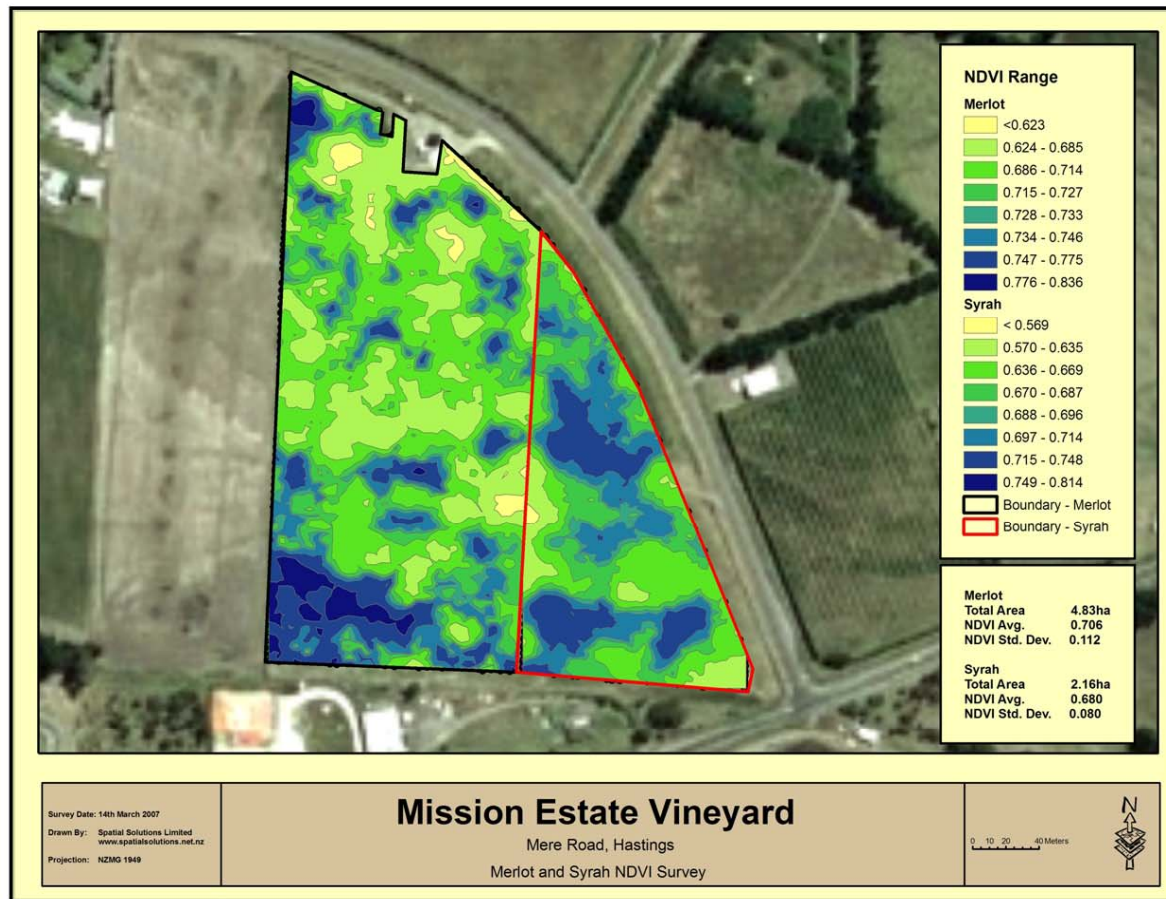 NDVI Range
Merlot
<0.623
0.624 - 0.685
0.686 - 0.714
0.715 - 0.727
0.728 - 0.733
0.734 - 0.746
0.747 - 0.775
0.776 - 0.836
Syrah
< 0.569
0.570 - 0.635
0.636 - 0.669
0.670 - 0.687
0.688 - 0.696
0.697 - 0.714
0.715 - 0.748
0.749 - 0.814
Boundary - Merlot
Boundary - Syrah
Merlot
Total Area 4.83ha
NDVI Avg. 0.706
NDVI Std. Dev. 0.112
Syrah
Total Area 2.16ha
NDVI Avg. 0.680
NDVI Std. Dev. 0.080
Survey Date: 14th March 2007
Drawn By: Spatial Solutions Limited
www.spatialsolutions.net.nz
Projection: NZMG 1949
Mission Estate Vineyard
Mere Road, Hastings
Merlot and Syrah NDVI Survey
0 10 20 40 Meters
N